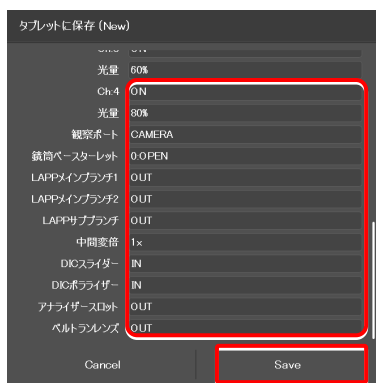 タブレットに保存 (New)
光量 60%
Ch:4 ON
光量 80%
観察ポート CAMERA
鏡筒ベースターレット 0:OPEN
LAPPメインブランチ1 OUT
LAPPメインブランチ2 OUT
LAPPサブブランチ OUT
中間変倍 1×
DICスライダー IN
DICポラライザー IN
アナライザースロット OUT
ベルトランレンズ OUT
Cancel Save